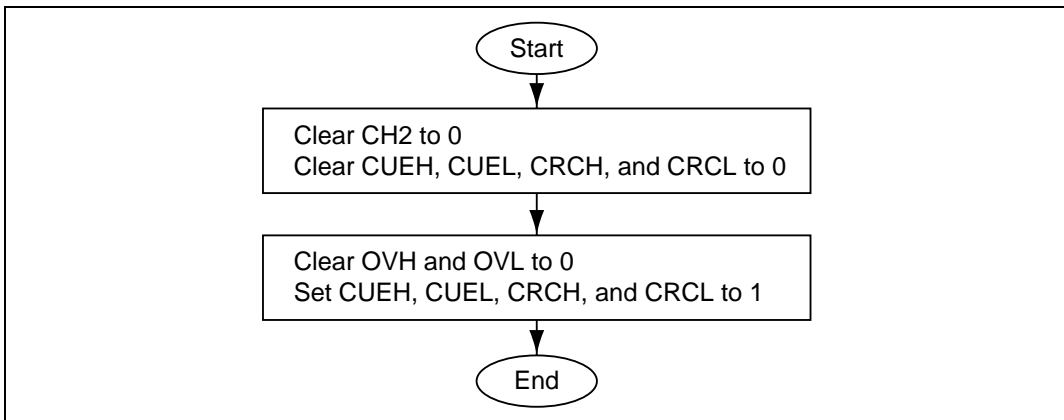 Start
Clear CH2 to 0
Clear CUEH, CUEL, CRCH, and CRCL to 0
Clear OVH and OVL to 0
Set CUEH, CUEL, CRCH, and CRCL to 1
End